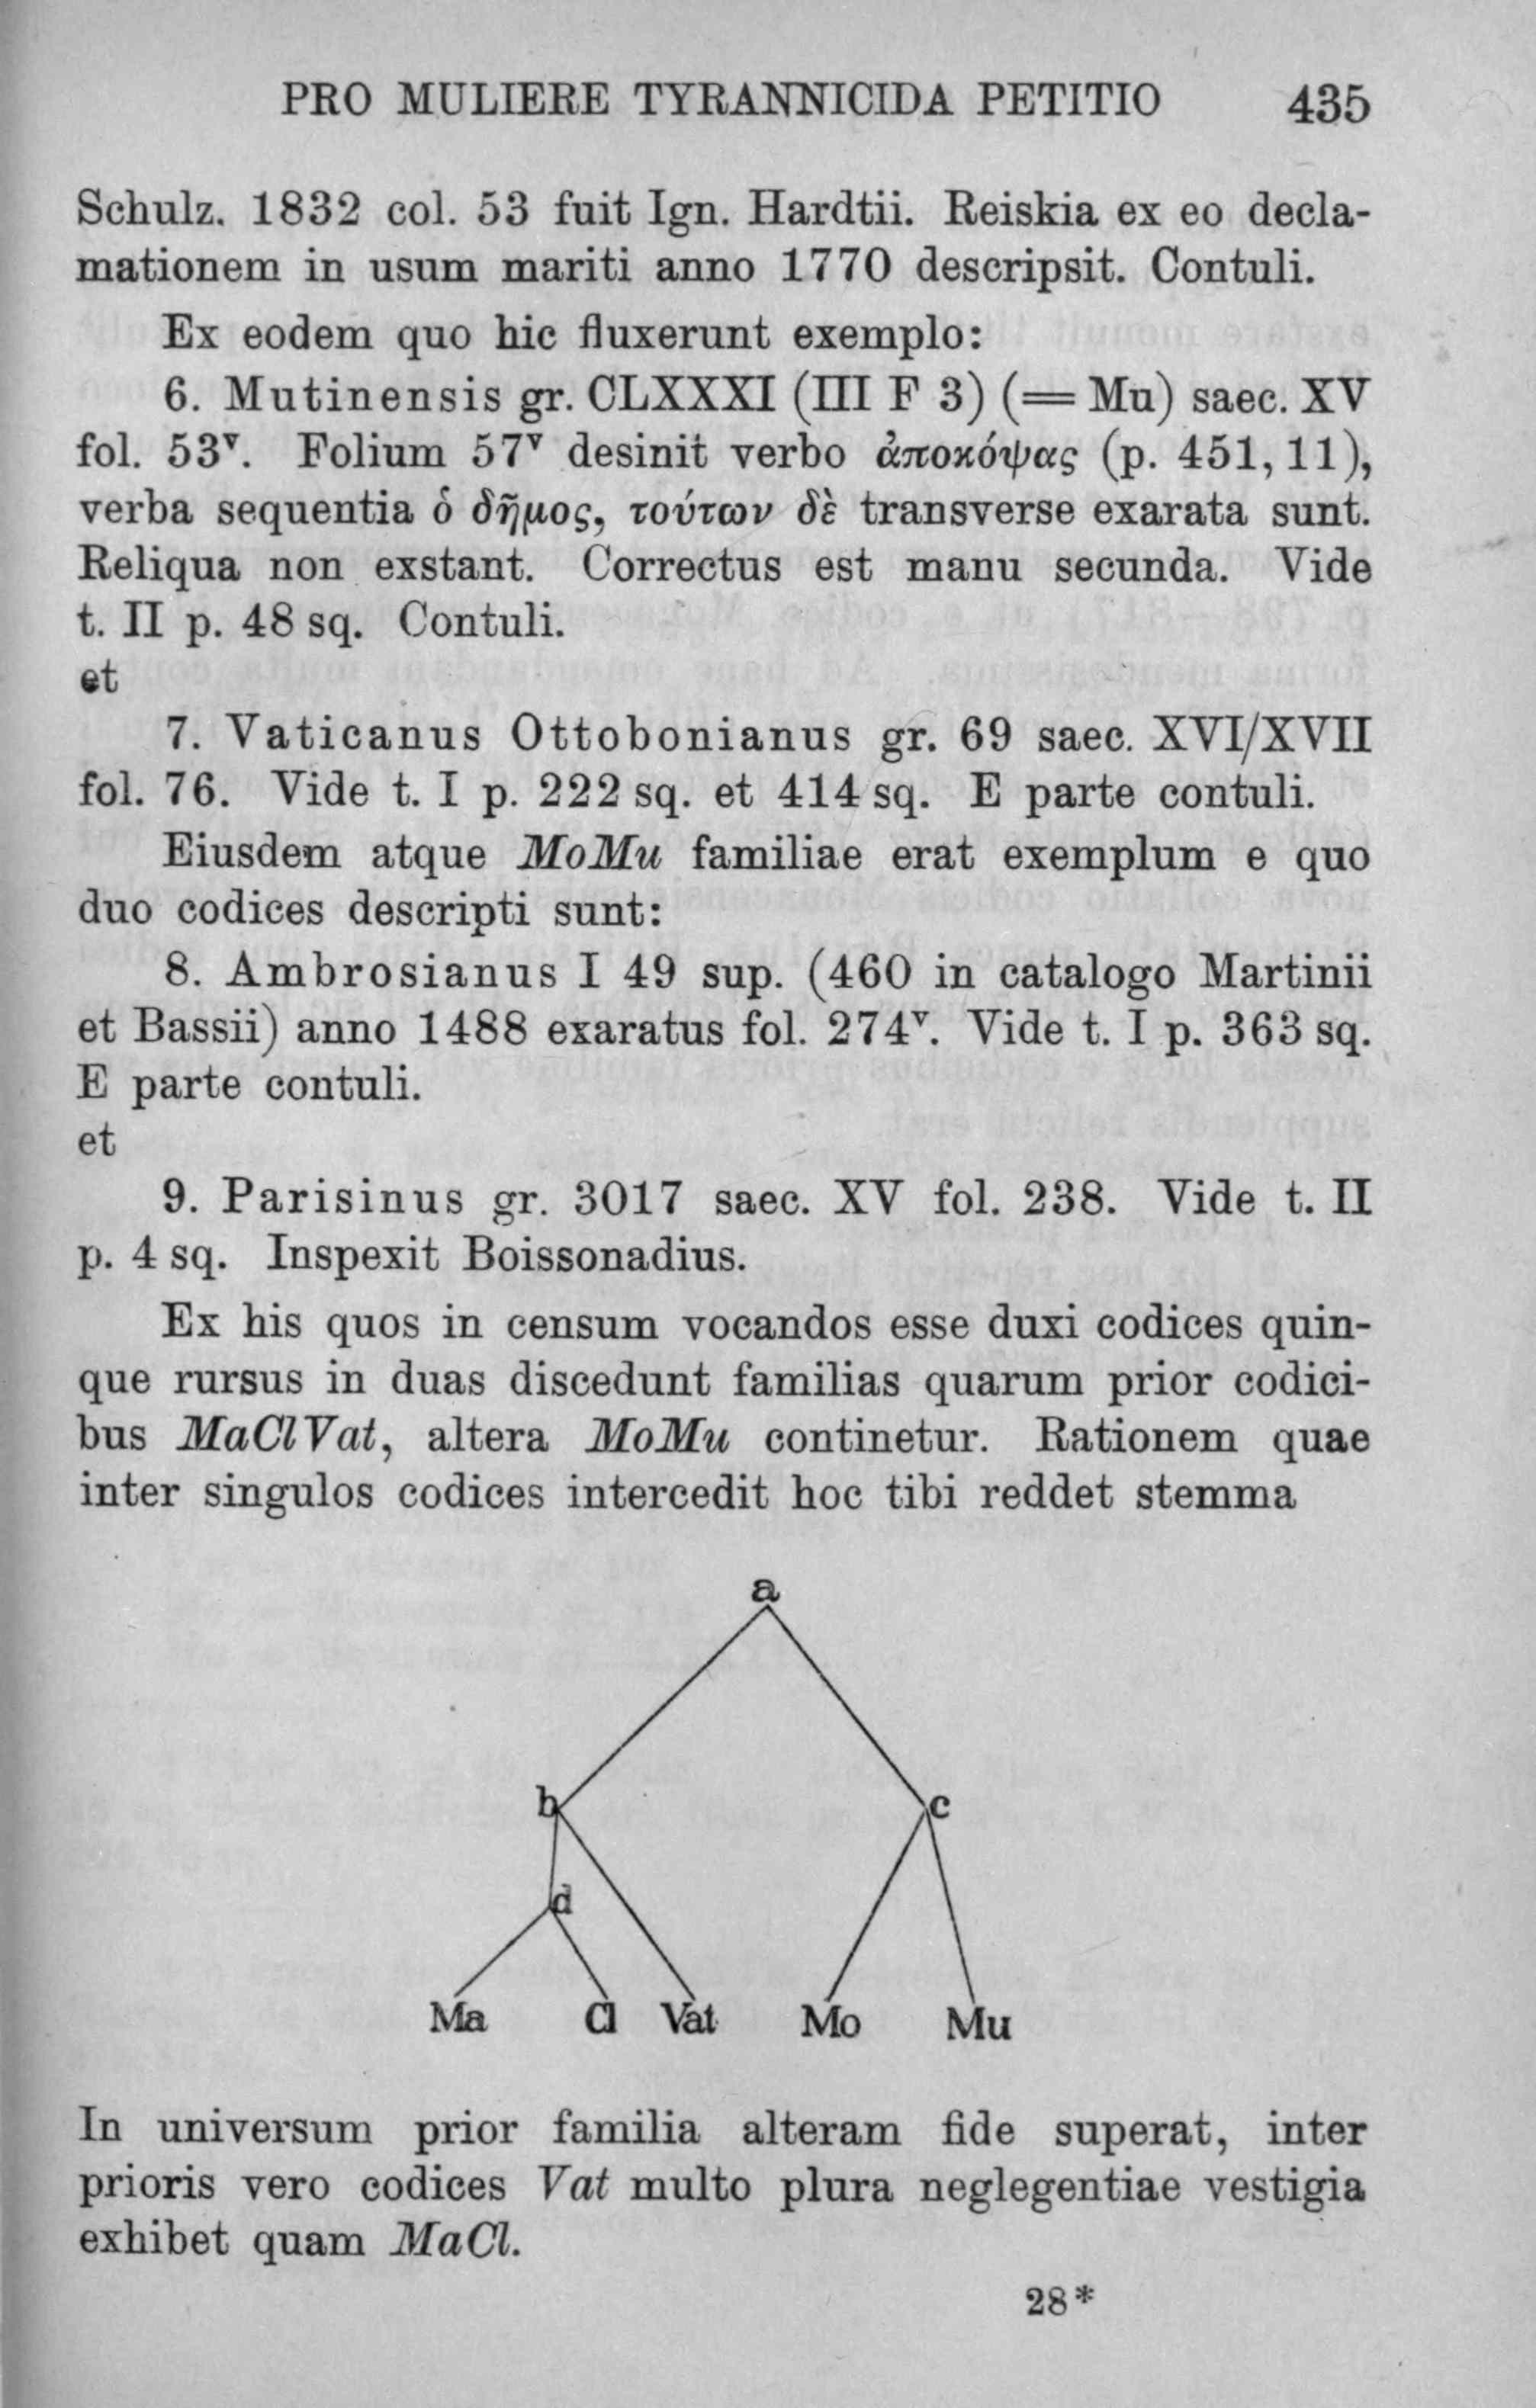 PRO MULIERE TYRANNICIDA PETITIO 435
Schulz. 1832 col. 53 fuit Ign. Hardtii. Reiskia ex eo decla-
mationem in usum mariti anno 1770 descripsit. Contuli.
Ex eodem quo hic fluxerunt exemplo:
6. Mutinensis gr. CLXXXI (III F 3) (= Mu) saec. XV
fol. 53ᵛ. Folium 57ᵛ desinit verbo ἀποκόψας (p. 451, 11),
verba sequentia ὁ δῆμος, τούτων δὲ transverse exarata sunt.
Reliqua non exstant. Correctus est manu secunda. Vide
t. II p. 48 sq. Contuli.
et
7. Vaticanus Ottobonianus gr. 69 saec. XVI/XVII
fol. 76. Vide t. I p. 222 sq. et 414 sq. E parte contuli.
Eiusdem atque MoMu familiae erat exemplum e quo
duo codices descripti sunt:
8. Ambrosianus I 49 sup. (460 in catalogo Martinii
et Bassii) anno 1488 exaratus fol. 274ᵛ. Vide t. I p. 363 sq.
E parte contuli.
et
9. Parisinus gr. 3017 saec. XV fol. 238. Vide t. II
p. 4 sq. Inspexit Boissonadius.
Ex his quos in censum vocandos esse duxi codices quin-
que rursus in duas discedunt familias quarum prior codici-
bus MaClVat, altera MoMu continetur. Rationem quae
inter singulos codices intercedit hoc tibi reddet stemma
a
b c
d
Ma Cl Vat Mo Mu
In universum prior familia alteram fide superat, inter
prioris vero codices Vat multo plura neglegentiae vestigia
exhibet quam MaCl.
28*